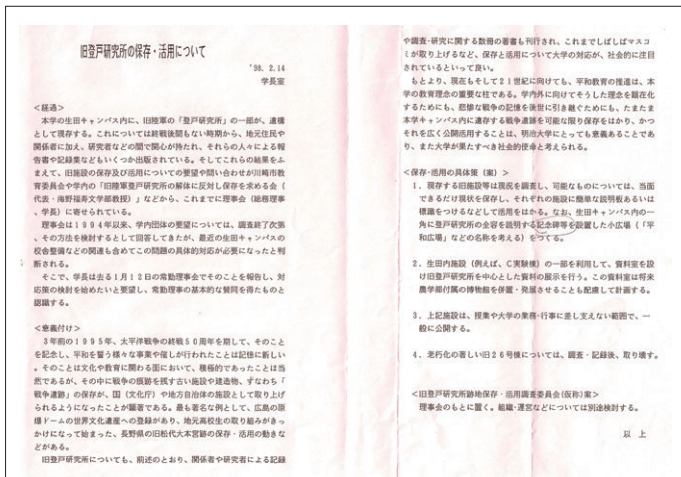 旧登戸研究所の保存・活用について
'98. 2.14
学長室
<経過>
本学の生田キャンパス内に、旧陸軍の「登戸研究所」の一部が、遺構
として現存する。これについては終戦後間もない時期から、地元住民や
関係者に加え、研究者などの間で関心が持たれ、それらの人々による報
告書や記録集などもいくつか出版されている。そしてこれらの結果をふ
まえて、旧施設の保存及び活用についての要望や問い合わせが川崎市教
育委員会や学内の「旧陸軍登戸研究所の解体に反対し保存を求める会(
代表・海野福寿文学部教授)」などから、これまでに理事会(総務理事
、学長)に寄せられている。
理事会は1994年以来、学内団体の要望については、調査終了次第
、その方法を検討するとして回答してきたが、最近の生田キャンパスの
校舎整備などの関連も含めてこの問題の具体的対応が必要になったと判
断される。
そこで、学長は去る1月12日の常勤理事会でそのことを報告し、対
応策の検討を始めたいと要望し、常勤理事の基本的な賛同を得たものと
認識する。
<意義付け>
3年前の1995年、太平洋戦争の終戦50周年を期して、そのこと
を記念し、平和を誓う様々な事業や催しが行われたことは記憶に新しい
。そのことは文化や教育に関わる面において、積極的であったことは当
然であるが、その中に戦争の痕跡を残す古い施設や建造物、すなわち「
戦争遺跡」の保存が、国(文化庁)や地方自治体の施設として取り上げ
られるようになったことが顕著である。最も著名な例として、広島の原
爆ドームの世界文化遺産への登録があり、地元高校生の取り組みがきっ
かけになって始まった、長野県の旧松代大本営跡の保存・活用の動きな
どがある。
旧登戸研究所についても、前述のとおり、関係者や研究者による記録
や調査・研究に関する数冊の著書も刊行され、これまでしばしばマスコ
ミが取り上げるなど、保存と活用について大学の対応が、社会的に注目
されているといって良い。
もとより、現在もそして21世紀に向けても、平和教育の推進は、本
学の教育理念の重要な柱である。学内外に向けてそうした理念を顕在化
するためにも、悲惨な戦争の記憶を後世に引き継ぐためにも、たまたま
本学キャンパス内に遺存する戦争遺跡を可能な限り保存をはかり、かつ
それを広く公開活用することは、明治大学にとっても意義あることであ
り、また大学が果たすべき社会的使命と考えられる。
<保存・活用の具体策(案)>
1. 現存する旧施設等は現況を調査し、可能なものについては、当面
できるだけ現状を保存し、それぞれの施設に簡単な説明板あるいは
標識をつけるなどして活用をはかる。なお、生田キャンパス内の一
角に登戸研究所の全容を説明する記念碑等を設置した小広場(「平
和広場」などの名称を考える)をつくる。
2. 生田内施設(例えば、C実験棟)の一部を利用して、資料室を設
け旧登戸研究所を中心とした資料の展示を行う。この資料室は将来
農学部付属の博物館を併置・発展させることも配慮して計画する。
3. 上記施設は、授業や大学の業務・行事に差し支えない範囲で、一
般に公開する。
4. 老朽化の著しい旧26号棟については、調査・記録後、取り壊す。
<旧登戸研究所跡地保存・活用調査委員会(仮称)案>
理事会のもとに置く。組織・運営などについては別途検討する。
以 上